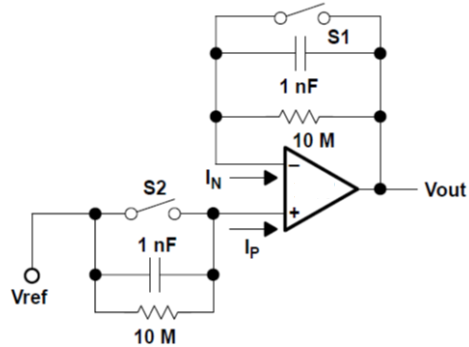 S1
1 nF
10 M
I_N
Vout
S2
I_P
1 nF
Vref
10 M